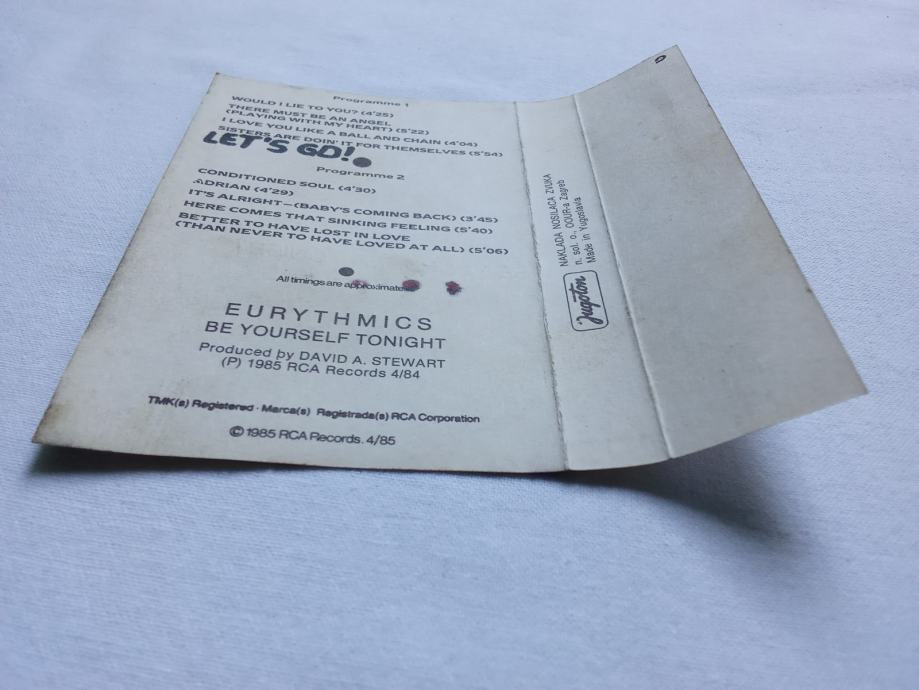 Programme 1
WOULD I LIE TO YOU? (4'25)
THERE MUST BE AN ANGEL
(PLAYING WITH MY HEART) (5'22)
I LOVE YOU LIKE A BALL AND CHAIN (4'04)
SISTERS ARE DOIN' IT FOR THEMSELVES (5'54)
LET'S GO!
Programme 2
CONDITIONED SOUL (4'30)
ADRIAN (4'29)
IT'S ALRIGHT—(BABY'S COMING BACK) (3'45)
HERE COMES THAT SINKING FEELING (5'40)
BETTER TO HAVE LOST IN LOVE
(THAN NEVER TO HAVE LOVED AT ALL) (5'06)
All timings are approximate
EURYTHMICS
BE YOURSELF TONIGHT
Produced by DAVID A. STEWART
(P) 1985 RCA Records 4/84
TMK(s) Registered · Marca(s) Registrada(s) RCA Corporation
© 1985 RCA Records. 4/85
Jugoton
NAKLADA NOSILACA ZVUKA
n. sol. o., OOUR-a Zagreb
Made in Yugoslavia